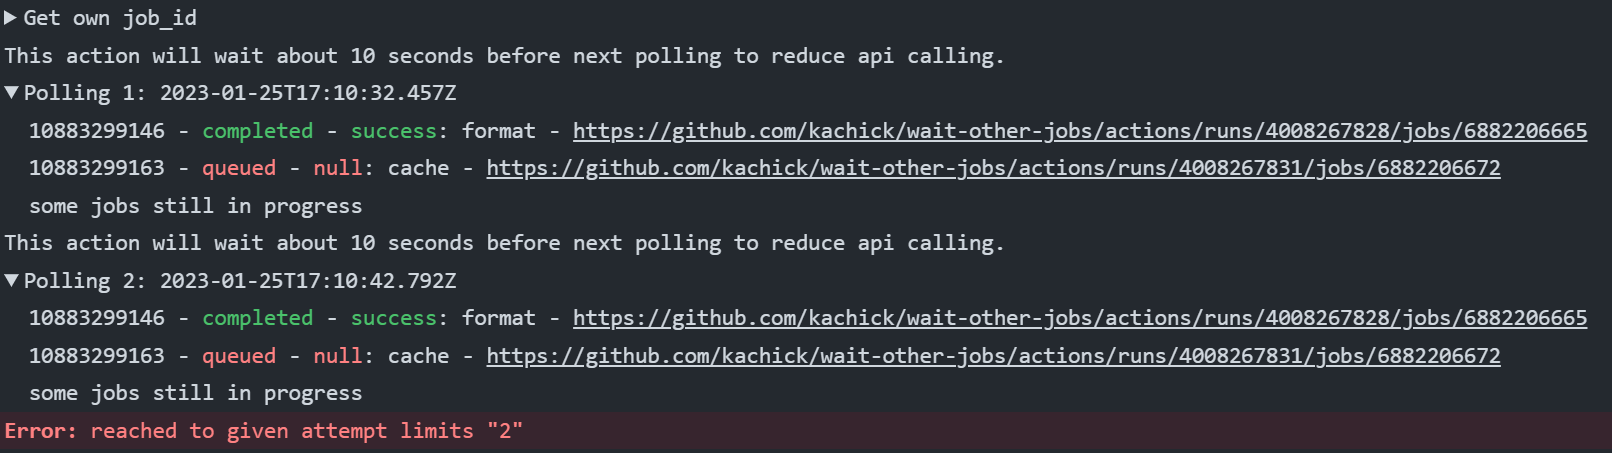 Get own job_id
This action will wait about 10 seconds before next polling to reduce api calling.
Polling 1: 2023-01-25T17:10:32.457Z
10883299146 - completed - success: format - https://github.com/kachick/wait-other-jobs/actions/runs/4008267828/jobs/6882206665
10883299163 - queued - null: cache - https://github.com/kachick/wait-other-jobs/actions/runs/4008267831/jobs/6882206672
some jobs still in progress
This action will wait about 10 seconds before next polling to reduce api calling.
Polling 2: 2023-01-25T17:10:42.792Z
10883299146 - completed - success: format - https://github.com/kachick/wait-other-jobs/actions/runs/4008267828/jobs/6882206665
10883299163 - queued - null: cache - https://github.com/kachick/wait-other-jobs/actions/runs/4008267831/jobs/6882206672
some jobs still in progress
Error: reached to given attempt limits "2"